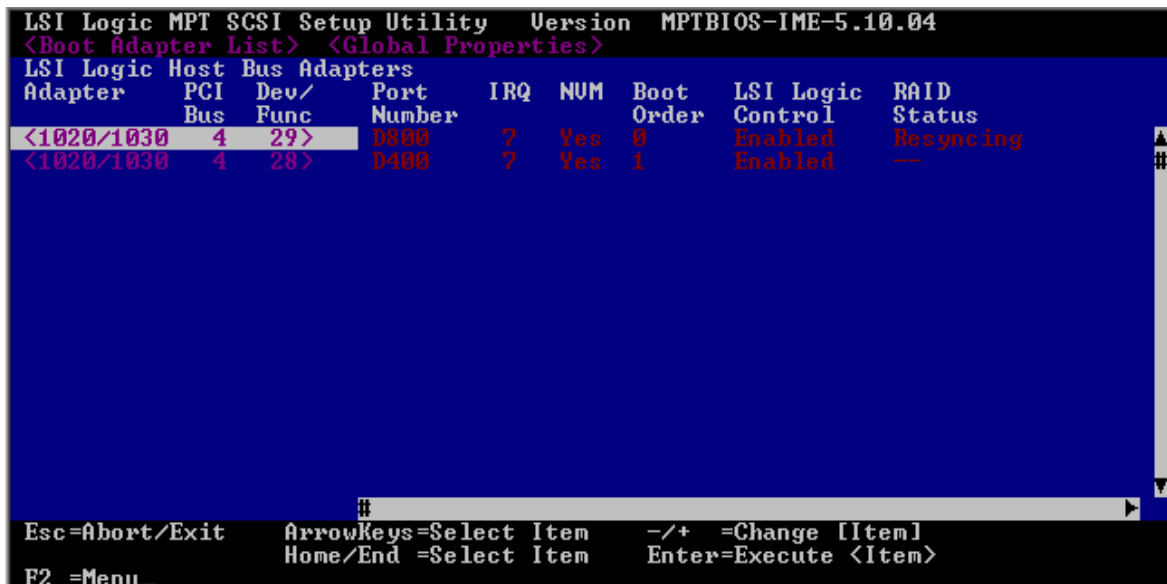 LSI Logic MPT SCSI Setup Utility Version MPTBIOS-IME-5.10.04
<Boot Adapter List> <Global Properties>
LSI Logic Host Bus Adapters
Adapter PCI Dev/ Port IRQ NVM Boot LSI Logic RAID
Bus Func Number Order Control Status
<1020/1030 4 29> D800 7 Yes 0 Enabled Resyncing
<1020/1030 4 28> D400 7 Yes 1 Enabled --
#
#
Esc=Abort/Exit ArrowKeys=Select Item -/+ =Change [Item]
Home/End =Select Item Enter=Execute <Item>
F2 =Menu